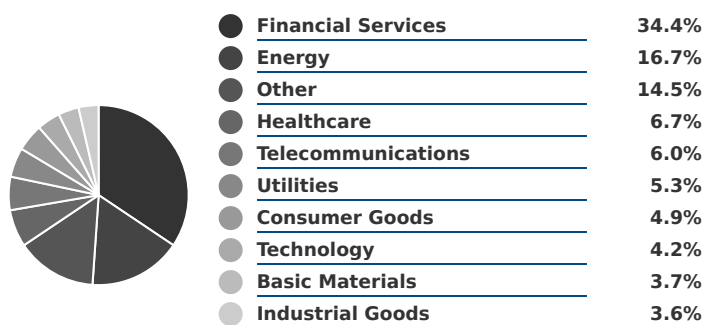 Financial Services 34.4%
Energy 16.7%
Other 14.5%
Healthcare 6.7%
Telecommunications 6.0%
Utilities 5.3%
Consumer Goods 4.9%
Technology 4.2%
Basic Materials 3.7%
Industrial Goods 3.6%